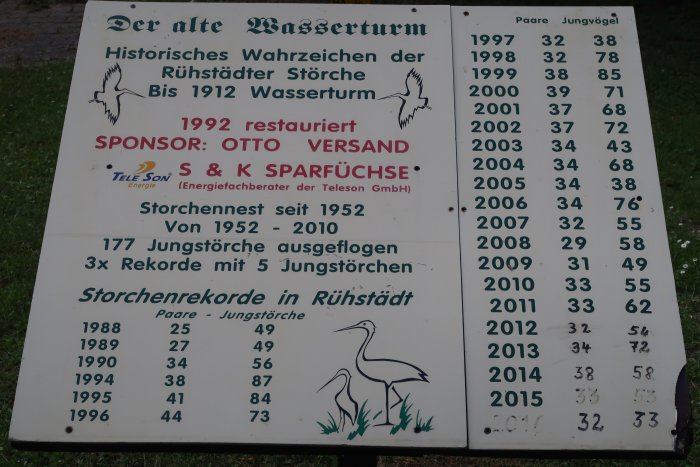 Der alte Wasserturm
Historisches Wahrzeichen der
Rühstädter Störche
Bis 1912 Wasserturm
1992 restauriert
SPONSOR: OTTO VERSAND
TELE SON
Energie
S & K SPARFÜCHSE
(Energiefachberater der Teleson GmbH)
Storchennest seit 1952
Von 1952 - 2010
177 Jungstörche ausgeflogen
3x Rekorde mit 5 Jungstörchen
Storchenrekorde in Rühstädt
Paare - Jungstörche
1988 25 49
1989 27 49
1990 34 56
1994 38 87
1995 41 84
1996 44 73
Paare Jungvögel
1997 32 38
1998 32 78
1999 38 85
2000 39 71
2001 37 68
2002 37 72
2003 34 43
2004 34 68
2005 34 38
2006 34 76
2007 32 55
2008 29 58
2009 31 49
2010 33 55
2011 33 62
2012 32 54
2013 34 72
2014 38 58
2015 33 53
2016 32 33